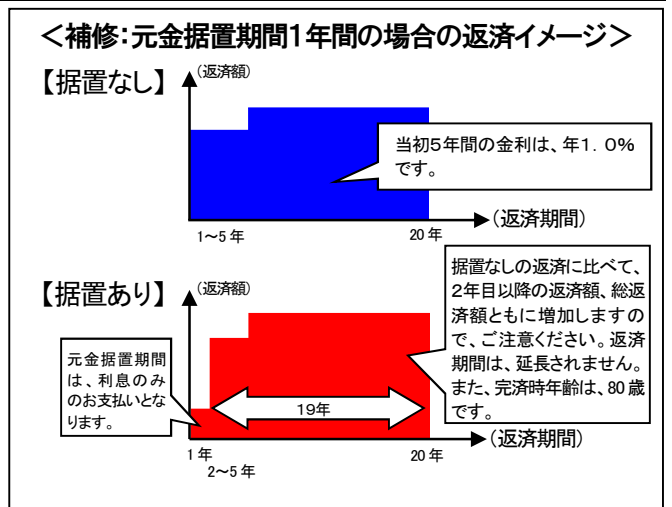 <補修:元金据置期間1年間の場合の返済イメージ>
【据置なし】
(返済額)
当初5年間の金利は、年1.0%
です。
(返済期間)
1~5年
20年
【据置あり】
(返済額)
元金据置期間
は、利息のみ
のお支払いとな
ります。
19年
据置なしの返済に比べて、
2年目以降の返済額、総返
済額ともに増加しますの
で、ご注意ください。返済
期間は、延長されません。
また、完済時年齢は、80歳
です。
(返済期間)
1年
2~5年
20年